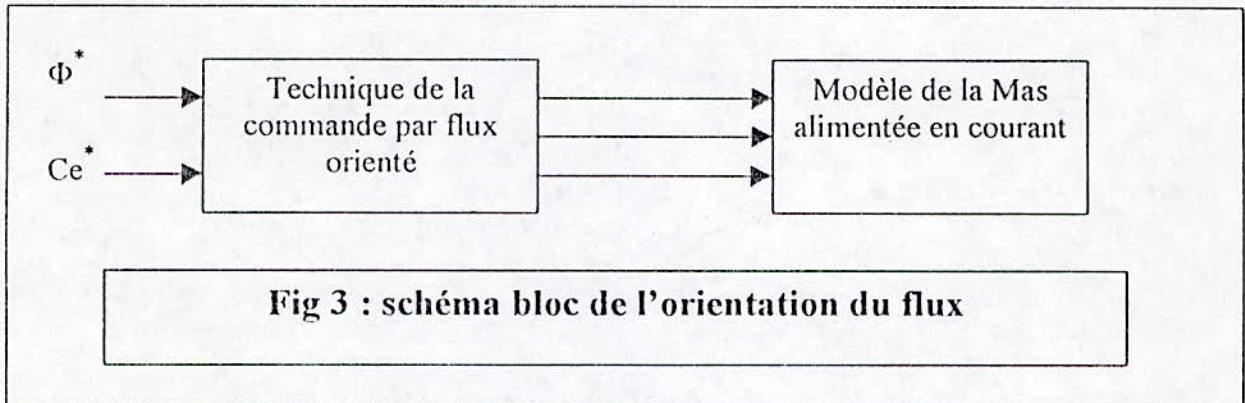 Φ*
Ce*
Technique de la
commande par flux
orienté
Modèle de la Mas
alimentée en courant
Fig 3 : schéma bloc de l'orientation du flux